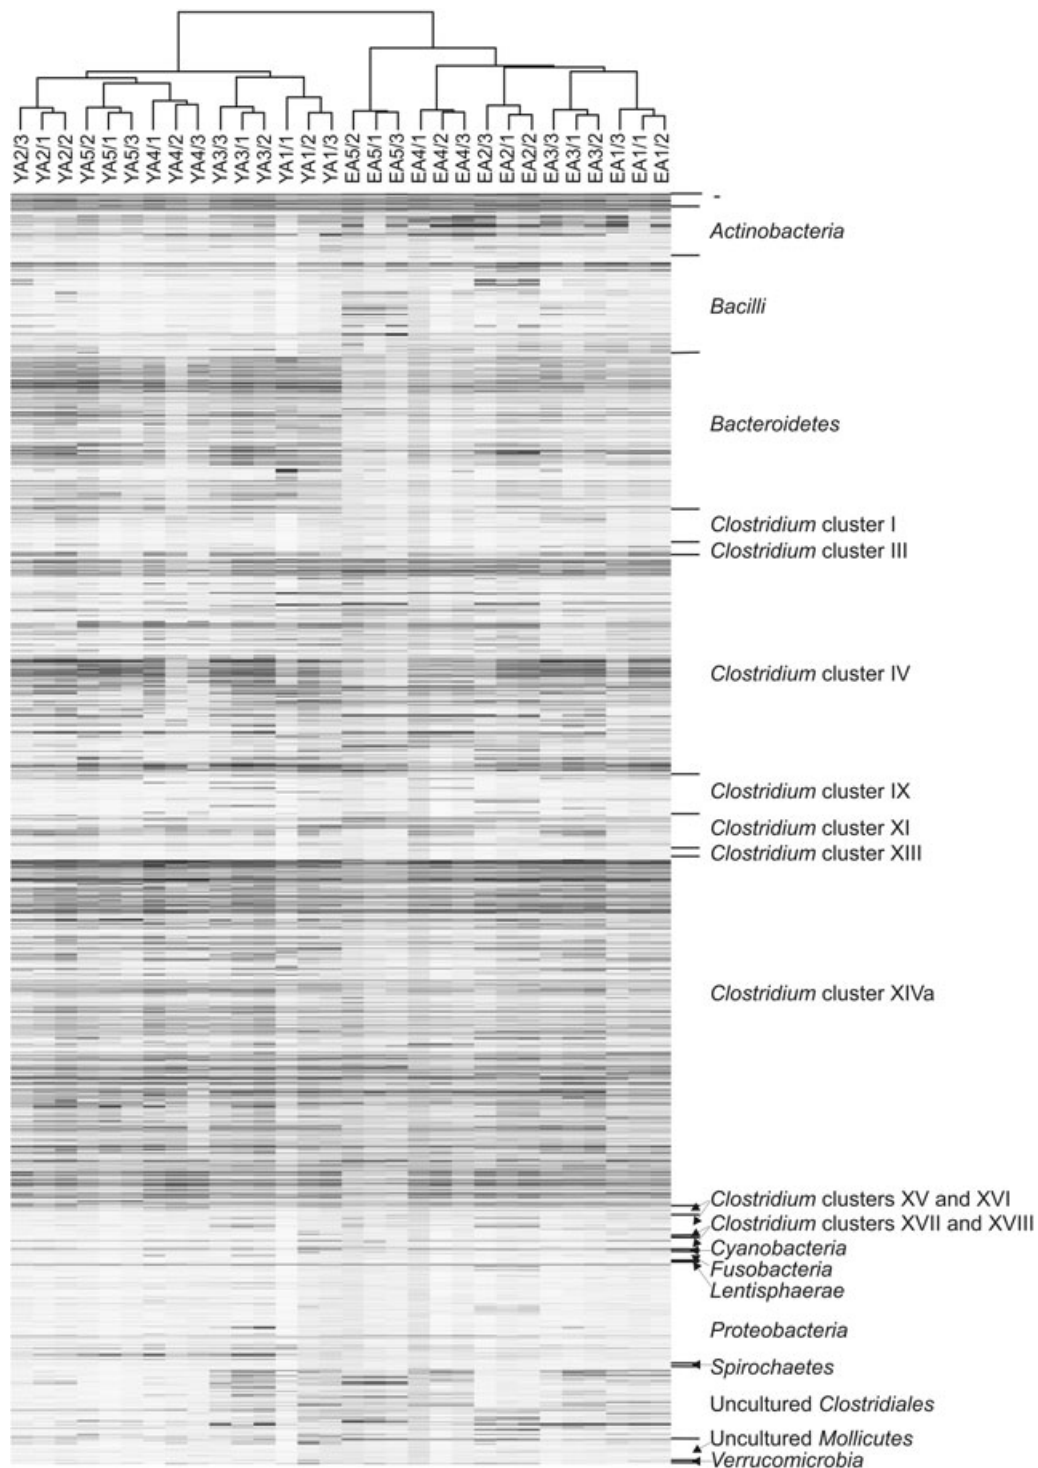 YA2/3
YA2/1
YA2/2
YA5/2
YA5/1
YA5/3
YA4/1
YA4/2
YA4/3
YA3/3
YA3/1
YA3/2
YA1/1
YA1/2
YA1/3
EA5/2
EA5/1
EA5/3
EA4/1
EA4/2
EA4/3
EA2/3
EA2/1
EA2/2
EA3/3
EA3/1
EA3/2
EA1/3
EA1/1
EA1/2
-
Actinobacteria
Bacilli
Bacteroidetes
Clostridium cluster I
Clostridium cluster III
Clostridium cluster IV
Clostridium cluster IX
Clostridium cluster XI
Clostridium cluster XIII
Clostridium cluster XIVa
Clostridium clusters XV and XVI
Clostridium clusters XVII and XVIII
Cyanobacteria
Fusobacteria
Lentisphaerae
Proteobacteria
Spirochaetes
Uncultured Clostridiales
Uncultured Mollicutes
Verrucomicrobia